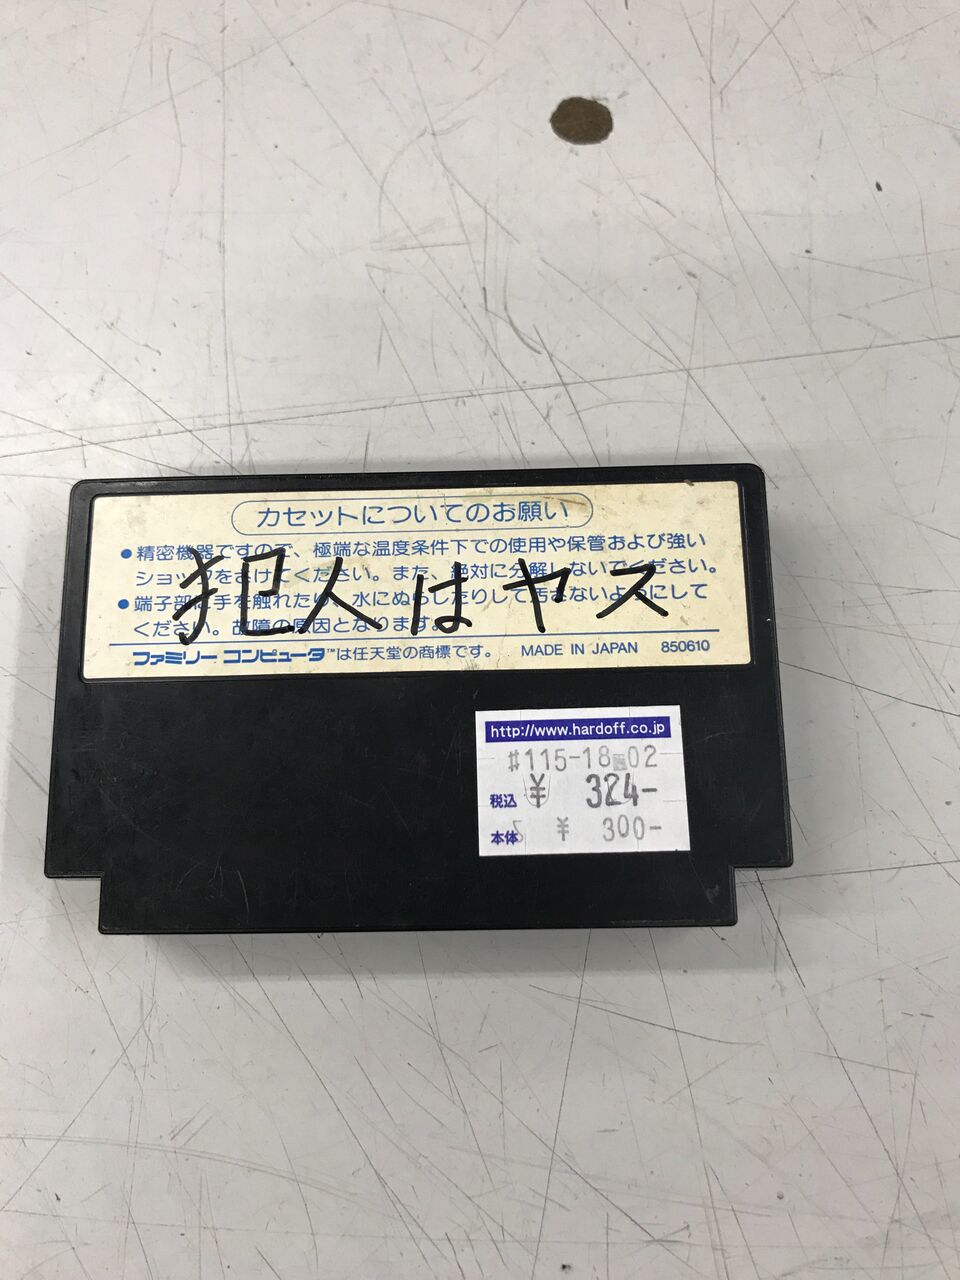 カセットについてのお願い
●精密機器ですので、極端な温度条件下での使用や保管および強い
ショックをさけてください。また、絶対に分解しないでください。
●端子部に手を触れたり、水にぬらしたりして汚さないようにして
ください。故障の原因となります。
犯人はヤス
ファミリーコンピュータ™は任天堂の商標です。 MADE IN JAPAN 850610
http://www.hardoff.co.jp
#115-18 02
税込 ¥ 324-
本体 ¥ 300-